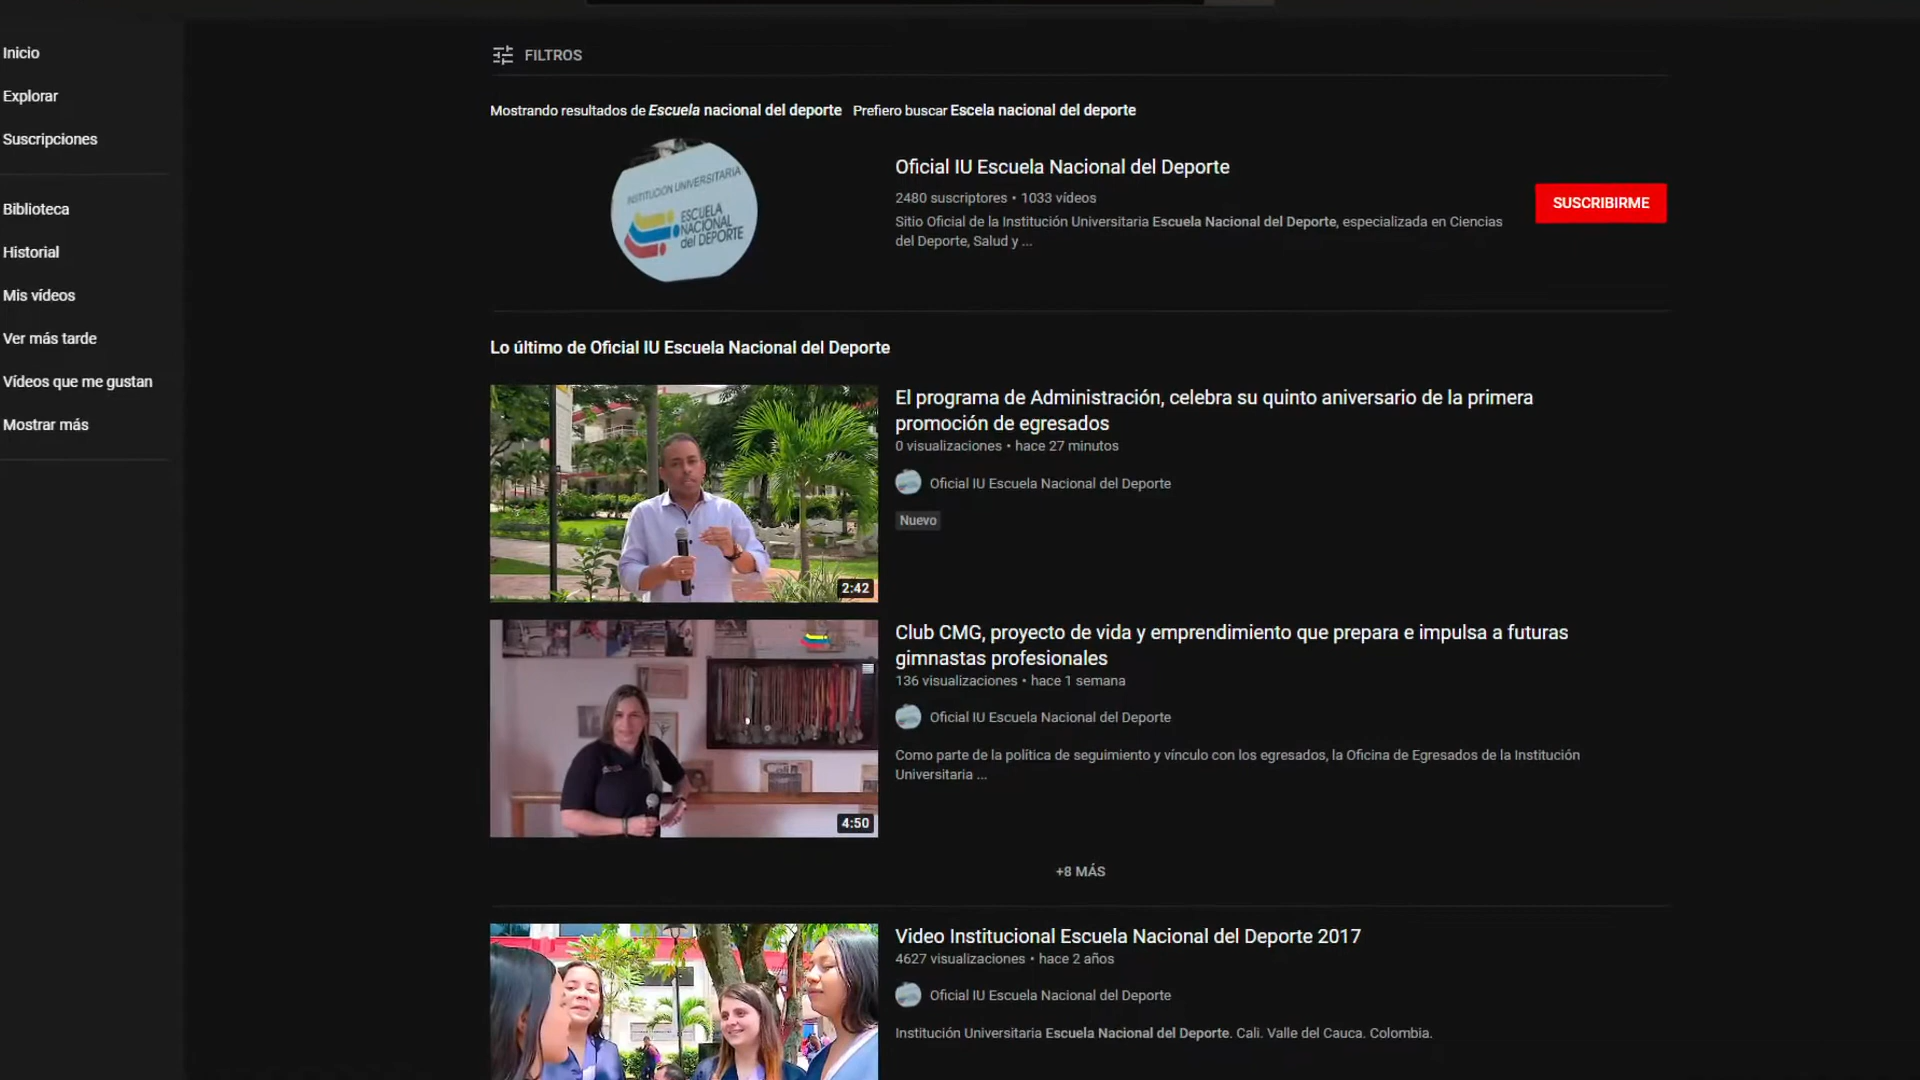 Inicio
Explorar
Suscripciones
Biblioteca
Historial
Mis vídeos
Ver más tarde
Vídeos que me gustan
Mostrar más
FILTROS
Mostrando resultados de Escuela nacional del deporte Prefiero buscar Escela nacional del deporte
INSTITUCIÓN UNIVERSITARIA
ESCUELA
NACIONAL
del DEPORTE
Oficial IU Escuela Nacional del Deporte
2480 suscriptores • 1033 vídeos
Sitio Oficial de la Institución Universitaria Escuela Nacional del Deporte, especializada en Ciencias
del Deporte, Salud y ...
SUSCRIBIRME
Lo último de Oficial IU Escuela Nacional del Deporte
2:42
El programa de Administración, celebra su quinto aniversario de la primera
promoción de egresados
0 visualizaciones • hace 27 minutos
Oficial IU Escuela Nacional del Deporte
Nuevo
4:50
Club CMG, proyecto de vida y emprendimiento que prepara e impulsa a futuras
gimnastas profesionales
136 visualizaciones • hace 1 semana
Oficial IU Escuela Nacional del Deporte
Como parte de la política de seguimiento y vínculo con los egresados, la Oficina de Egresados de la Institución
Universitaria ...
+8 MÁS
Video Institucional Escuela Nacional del Deporte 2017
4627 visualizaciones • hace 2 años
Oficial IU Escuela Nacional del Deporte
Institución Universitaria Escuela Nacional del Deporte. Cali. Valle del Cauca. Colombia.